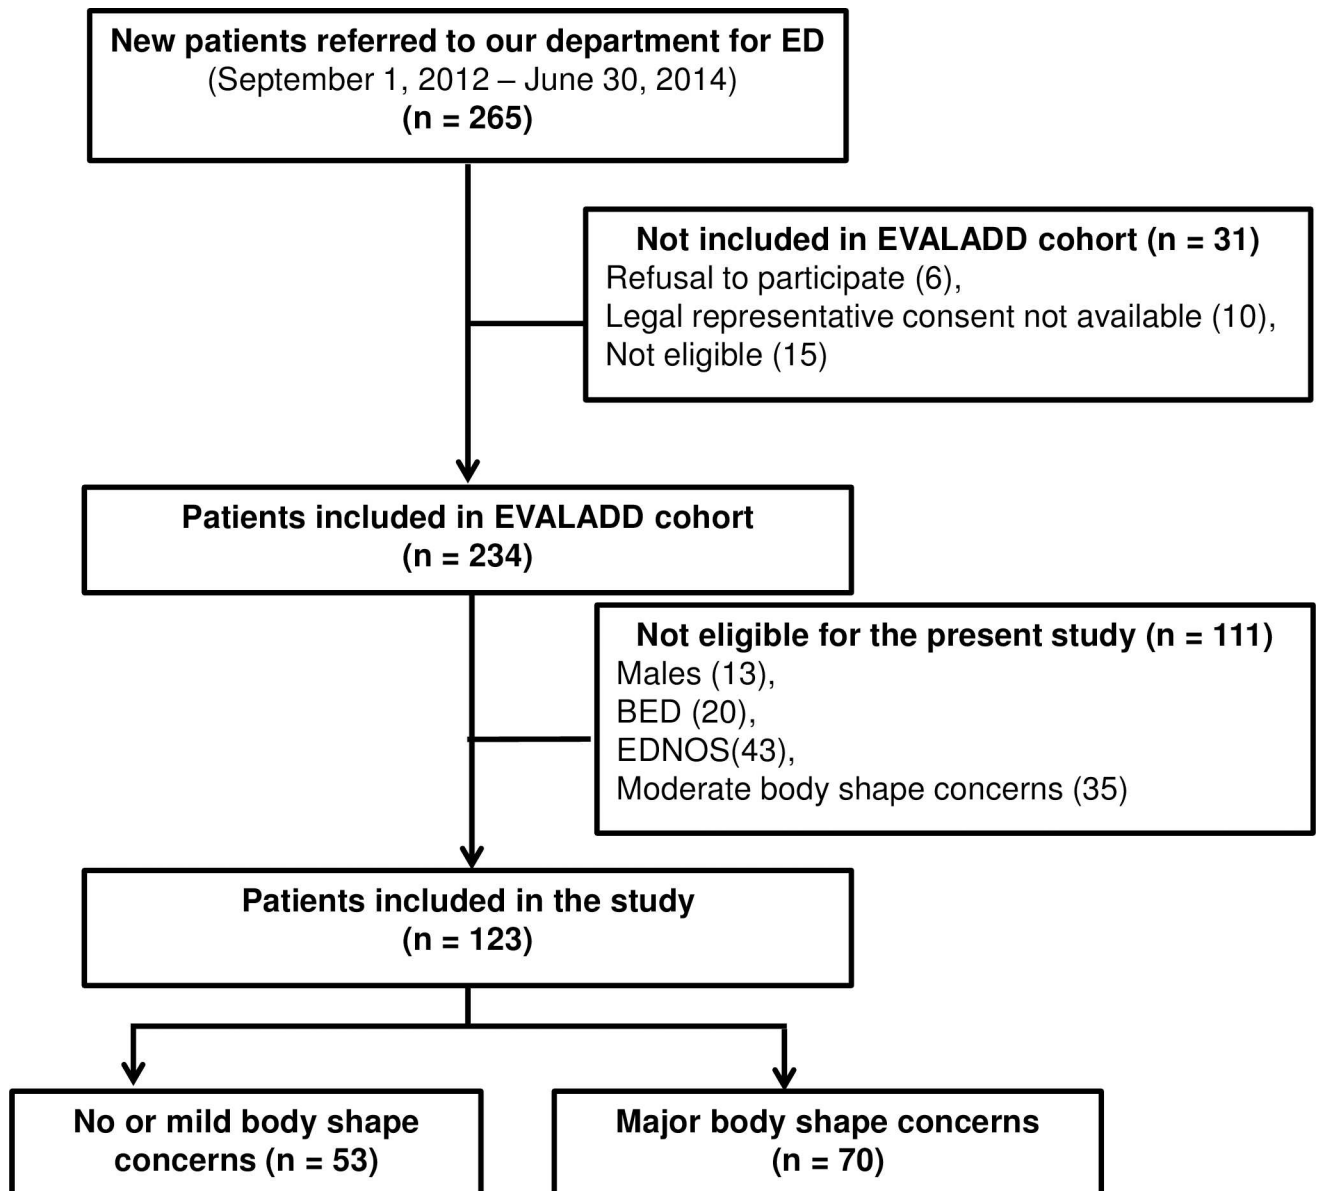 New patients referred to our department for ED
(September 1, 2012 – June 30, 2014)
(n = 265)
Not included in EVALADD cohort (n = 31)
Refusal to participate (6),
Legal representative consent not available (10),
Not eligible (15)
Patients included in EVALADD cohort
(n = 234)
Not eligible for the present study (n = 111)
Males (13),
BED (20),
EDNOS(43),
Moderate body shape concerns (35)
Patients included in the study
(n = 123)
No or mild body shape
concerns (n = 53)
Major body shape concerns
(n = 70)